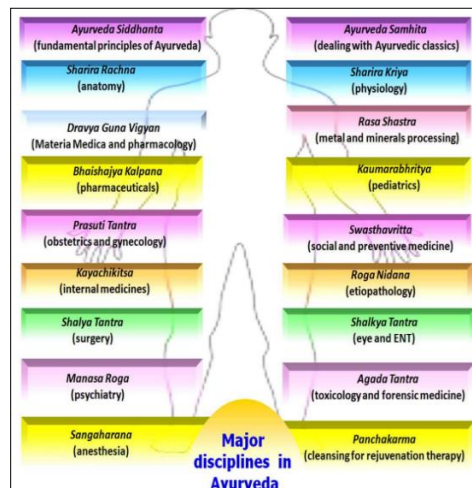 Ayurveda Siddhanta
(fundamental principles of Ayurveda)
Sharira Rachna
(anatomy)
Dravya Guna Vigyan
(Materia Medica and pharmacology)
Bhaishajya Kalpana
(pharmaceuticals)
Prasuti Tantra
(obstetrics and gynecology)
Kayachikitsa
(internal medicines)
Shalya Tantra
(surgery)
Manasa Roga
(psychiatry)
Sangaharana
(anesthesia)
Ayurveda Samhita
(dealing with Ayurvedic classics)
Sharira Kriya
(physiology)
Rasa Shastra
(metal and minerals processing)
Kaumarabhritya
(pediatrics)
Swasthavritta
(social and preventive medicine)
Roga Nidana
(etiopathology)
Shalkya Tantra
(eye and ENT)
Agada Tantra
(toxicology and forensic medicine)
Panchakarma
(cleansing for rejuvenation therapy)
Major
disciplines in
Ayurveda